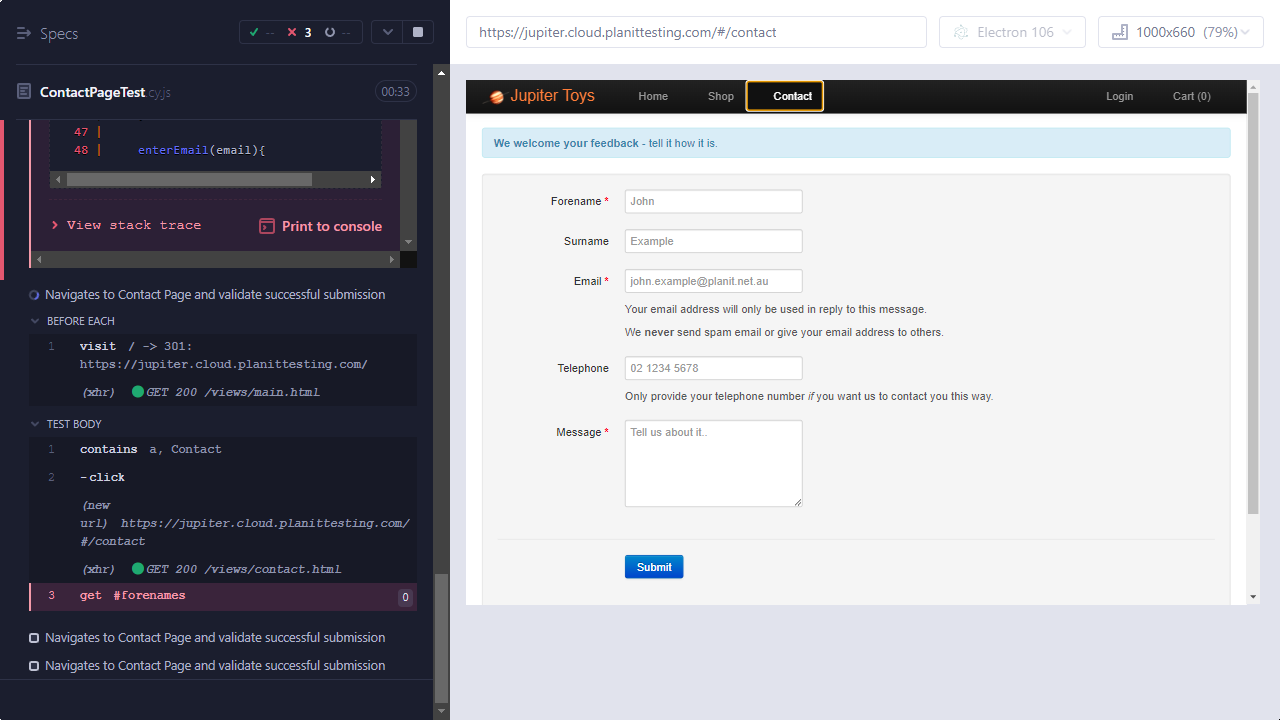 Specs
-- 3 --
ContactPageTest.cy.js 00:33
47 |
48 | enterEmail(email){
View stack trace
Print to console
Navigates to Contact Page and validate successful submission
BEFORE EACH
1 visit / -> 301:
https://jupiter.cloud.planittesting.com/
(xhr) GET 200 /views/main.html
TEST BODY
1 contains a, Contact
2 -click
(new
url) https://jupiter.cloud.planittesting.com/
#/contact
(xhr) GET 200 /views/contact.html
3 get #forenames 0
Navigates to Contact Page and validate successful submission
Navigates to Contact Page and validate successful submission
https://jupiter.cloud.planittesting.com/#/contact
Electron 106
1000x660 (79%)
Jupiter Toys Home Shop Contact Login Cart (0)
We welcome your feedback - tell it how it is.
Forename * John
Surname Example
Email * john.example@planit.net.au
Your email address will only be used in reply to this message.
We never send spam email or give your email address to others.
Telephone 02 1234 5678
Only provide your telephone number if you want us to contact you this way.
Message * Tell us about it..
Submit